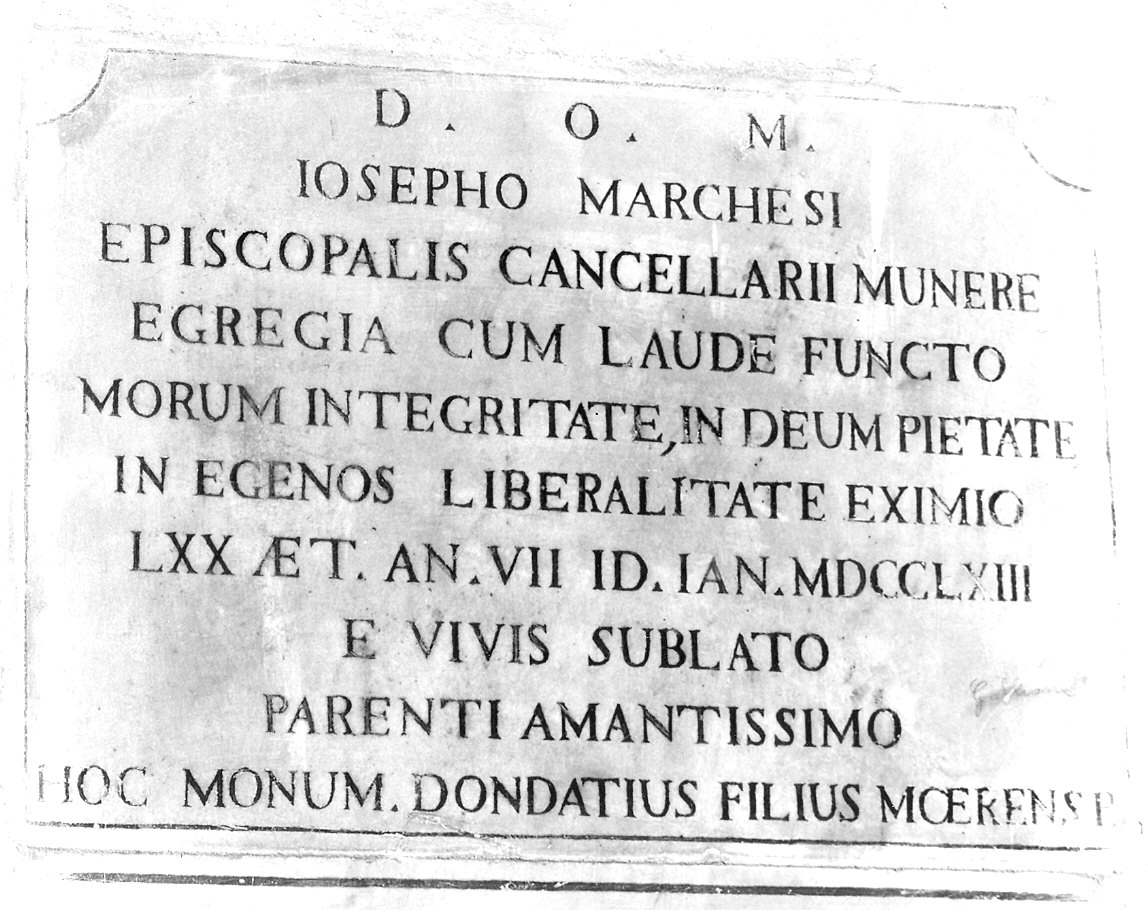 D . O . M .
IOSEPHO MARCHESI
EPISCOPALIS CANCELLARII MUNERE
EGREGIA CUM LAUDE FUNCTO
MORUM INTEGRITATE, IN DEUM PIETATE
IN EGENOS LIBERALITATE EXIMIO
LXX ÆT. AN. VII ID. IAN. MDCCLXIII
E VIVIS SUBLATO
PARENTI AMANTISSIMO
HOC MONUM. DONDATIUS FILIUS MŒRENS P.